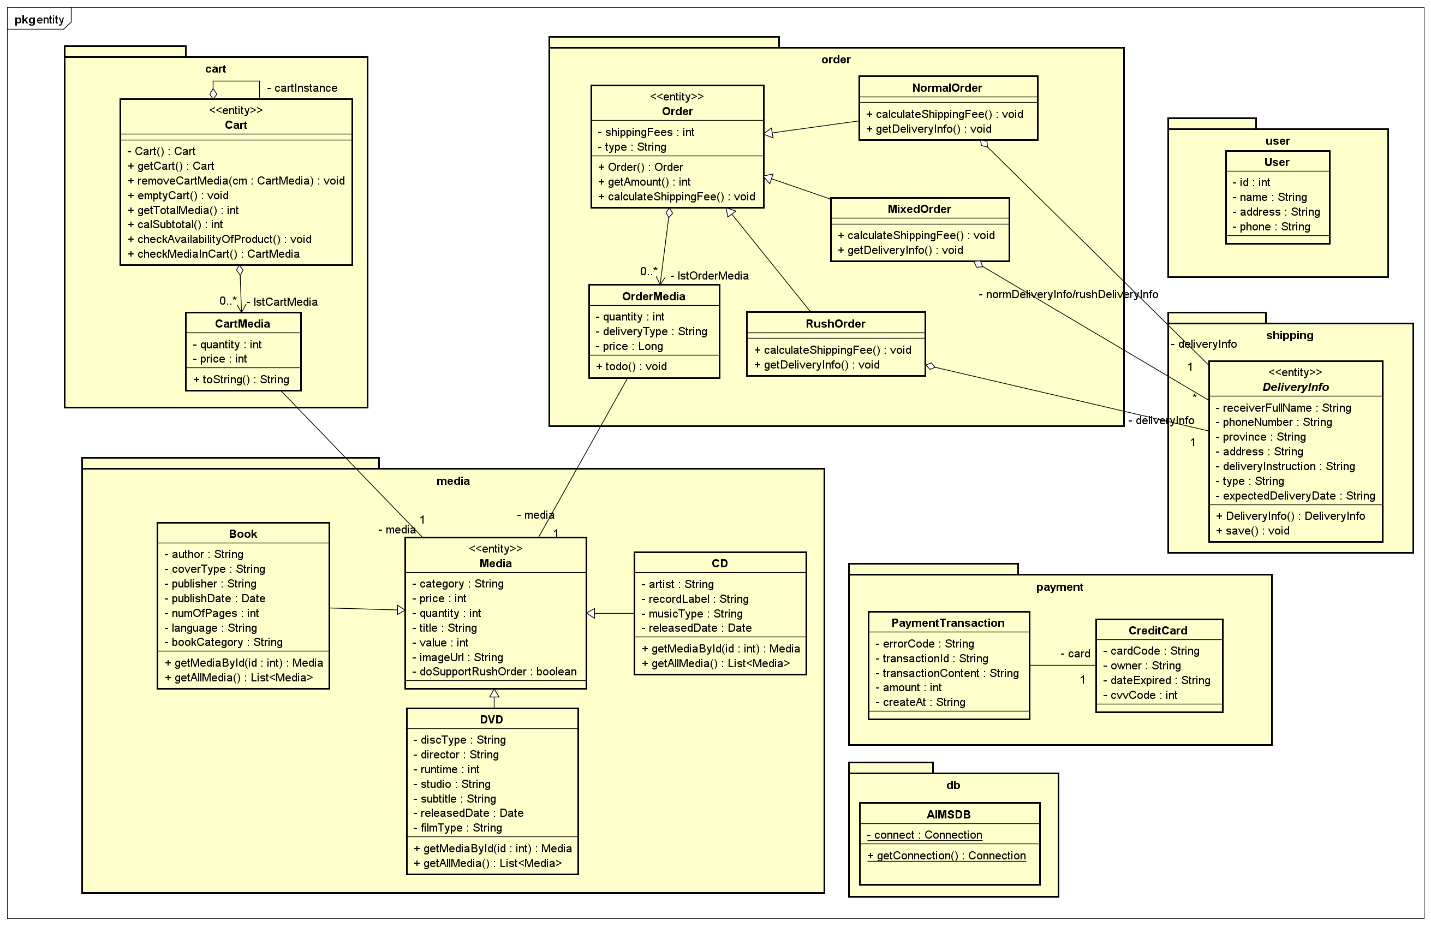 pkg entity
cart
- cartInstance
<<entity>>
Cart
- Cart() : Cart
+ getCart() : Cart
+ removeCartMedia(cm : CartMedia) : void
+ emptyCart() : void
+ getTotalMedia() : int
+ calSubtotal() : int
+ checkAvailabilityOfProduct() : void
+ checkMediaInCart() : CartMedia
0..*
- lstCartMedia
CartMedia
- quantity : int
- price : int
+ toString() : String
order
<<entity>>
Order
- shippingFees : int
- type : String
+ Order() : Order
+ getAmount() : int
+ calculateShippingFee() : void
NormalOrder
+ calculateShippingFee() : void
+ getDeliveryInfo() : void
MixedOrder
+ calculateShippingFee() : void
+ getDeliveryInfo() : void
0..*
- lstOrderMedia
OrderMedia
- quantity : int
- deliveryType : String
- price : Long
+ todo() : void
RushOrder
+ calculateShippingFee() : void
+ getDeliveryInfo() : void
- normDeliveryInfo/rushDeliveryInfo
- deliveryInfo
1
*
- deliveryInfo
1
user
User
- id : int
- name : String
- address : String
- phone : String
shipping
<<entity>>
DeliveryInfo
- receiverFullName : String
- phoneNumber : String
- province : String
- address : String
- deliveryInstruction : String
- type : String
- expectedDeliveryDate : String
+ DeliveryInfo() : DeliveryInfo
+ save() : void
media
- media
1
- media
1
Book
- author : String
- coverType : String
- publisher : String
- publishDate : Date
- numOfPages : int
- language : String
- bookCategory : String
+ getMediaById(id : int) : Media
+ getAllMedia() : List<Media>
<<entity>>
Media
- category : String
- price : int
- quantity : int
- title : String
- value : int
- imageUrl : String
- doSupportRushOrder : boolean
CD
- artist : String
- recordLabel : String
- musicType : String
- releasedDate : Date
+ getMediaById(id : int) : Media
+ getAllMedia() : List<Media>
DVD
- discType : String
- director : String
- runtime : int
- studio : String
- subtitle : String
- releasedDate : Date
- filmType : String
+ getMediaById(id : int) : Media
+ getAllMedia() : List<Media>
payment
PaymentTransaction
- errorCode : String
- transactionId : String
- transactionContent : String
- amount : int
- createAt : String
- card
1
CreditCard
- cardCode : String
- owner : String
- dateExpired : String
- cvvCode : int
db
AIMSDB
- connect : Connection
+ getConnection() : Connection